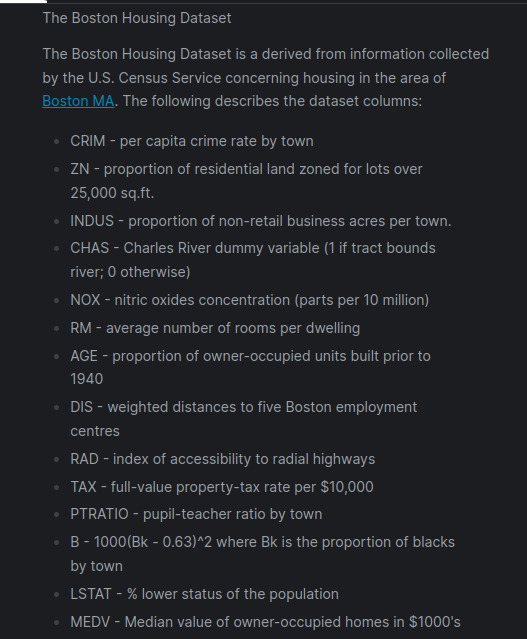 The Boston Housing Dataset
The Boston Housing Dataset is a derived from information collected
by the U.S. Census Service concerning housing in the area of
Boston MA. The following describes the dataset columns:
• CRIM - per capita crime rate by town
• ZN - proportion of residential land zoned for lots over
25,000 sq.ft.
• INDUS - proportion of non-retail business acres per town.
• CHAS - Charles River dummy variable (1 if tract bounds
river; 0 otherwise)
• NOX - nitric oxides concentration (parts per 10 million)
• RM - average number of rooms per dwelling
• AGE - proportion of owner-occupied units built prior to
1940
• DIS - weighted distances to five Boston employment
centres
• RAD - index of accessibility to radial highways
• TAX - full-value property-tax rate per $10,000
• PTRATIO - pupil-teacher ratio by town
• B - 1000(Bk - 0.63)^2 where Bk is the proportion of blacks
by town
• LSTAT - % lower status of the population
• MEDV - Median value of owner-occupied homes in $1000's